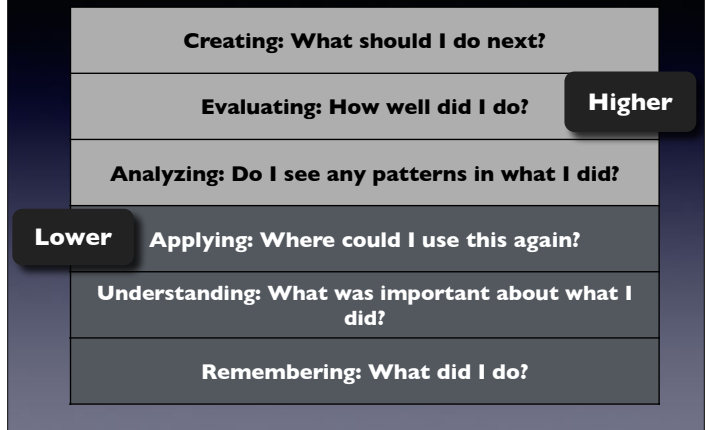 Creating: What should I do next?
Evaluating: How well did I do?
Higher
Analyzing: Do I see any patterns in what I did?
Lower
Applying: Where could I use this again?
Understanding: What was important about what I
did?
Remembering: What did I do?